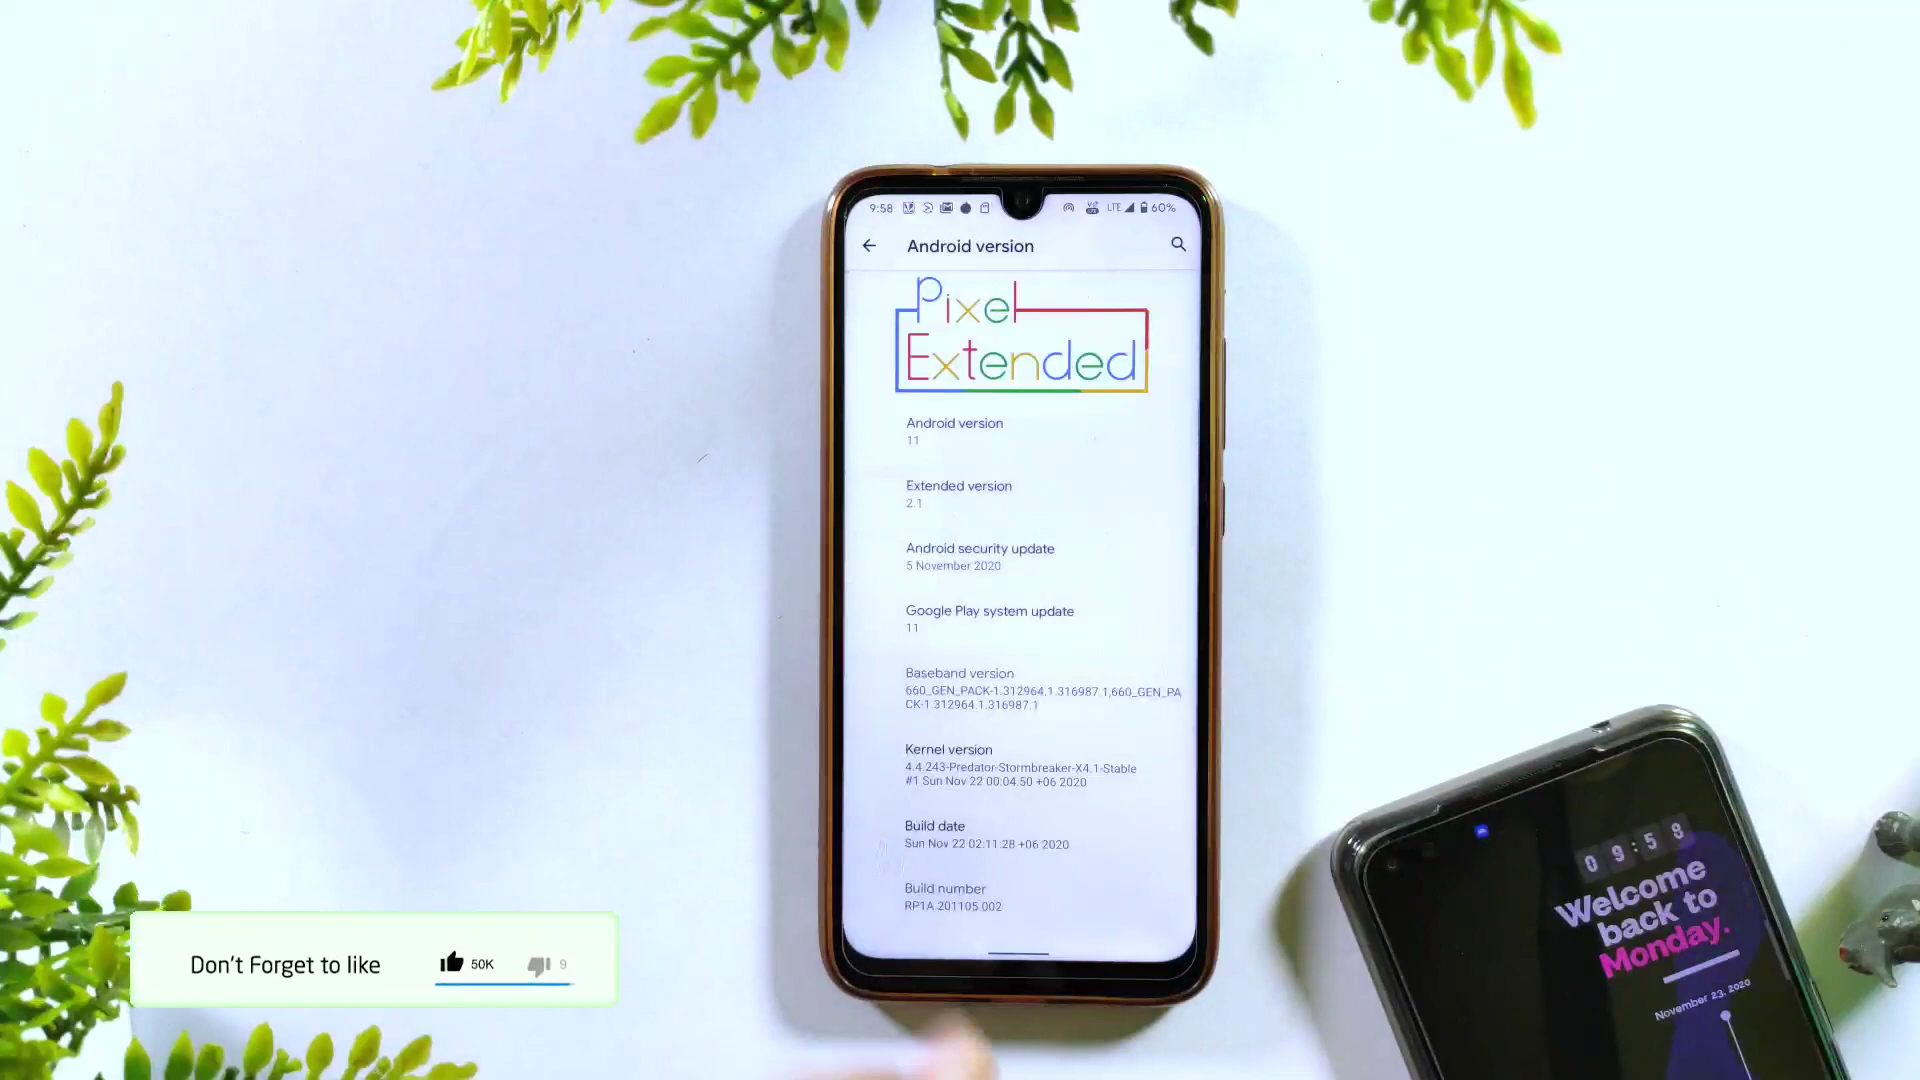 9:58
LTE 60%
Android version
Pixel
Extended
Android version
11
Extended version
2.1
Android security update
5 November 2020
Google Play system update
11
Baseband version
660_GEN_PACK-1.312964.1.316987.1,660_GEN_PA
CK-1.312964.1.316987.1
Kernel version
4.4.243-Predator-Stormbreaker-X4.1-Stable
#1 Sun Nov 22 00:04:50 +06 2020
Build date
Sun Nov 22 02:11:28 +06 2020
Build number
RP1A.201105.002
09:58
Welcome
back to
Monday.
November 23, 2020
Don't Forget to like
50K
9